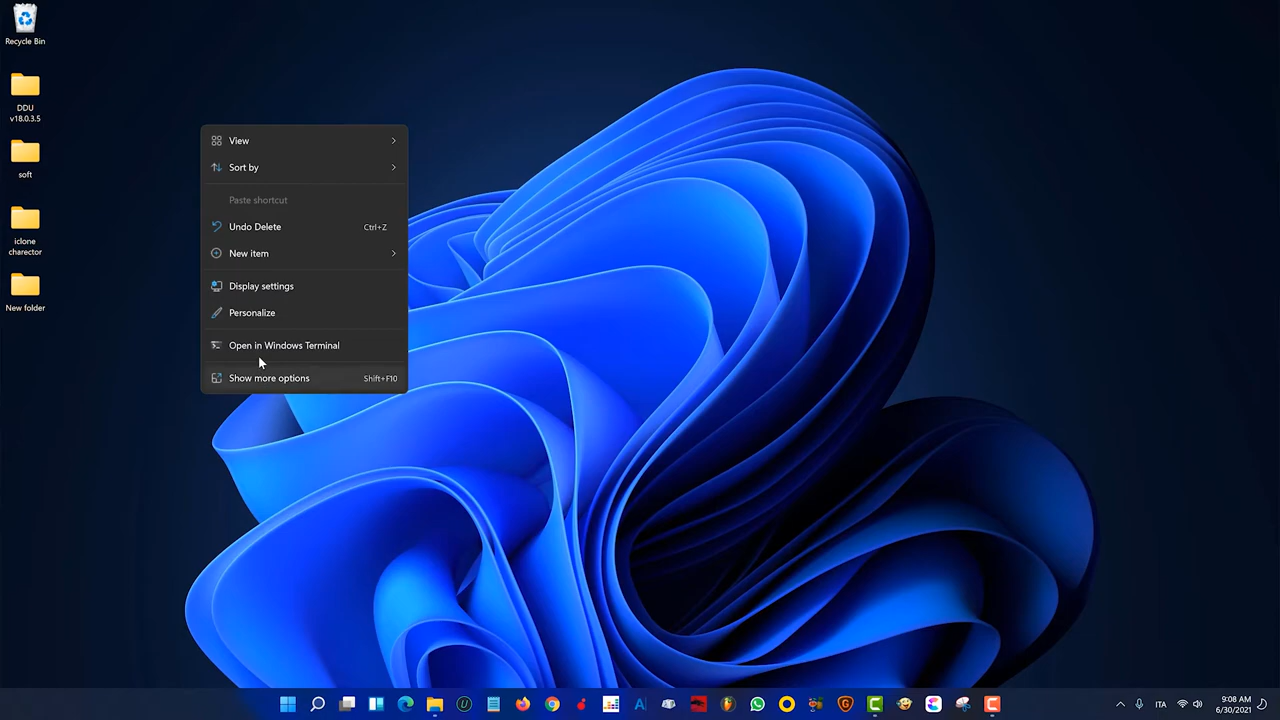 Recycle Bin
DDU
v18.0.3.5
soft
iclone
charector
New folder
View
Sort by
Paste shortcut
Undo Delete Ctrl+Z
New item
Display settings
Personalize
Open in Windows Terminal
Show more options Shift+F10
ITA
9:08 AM
6/30/2021